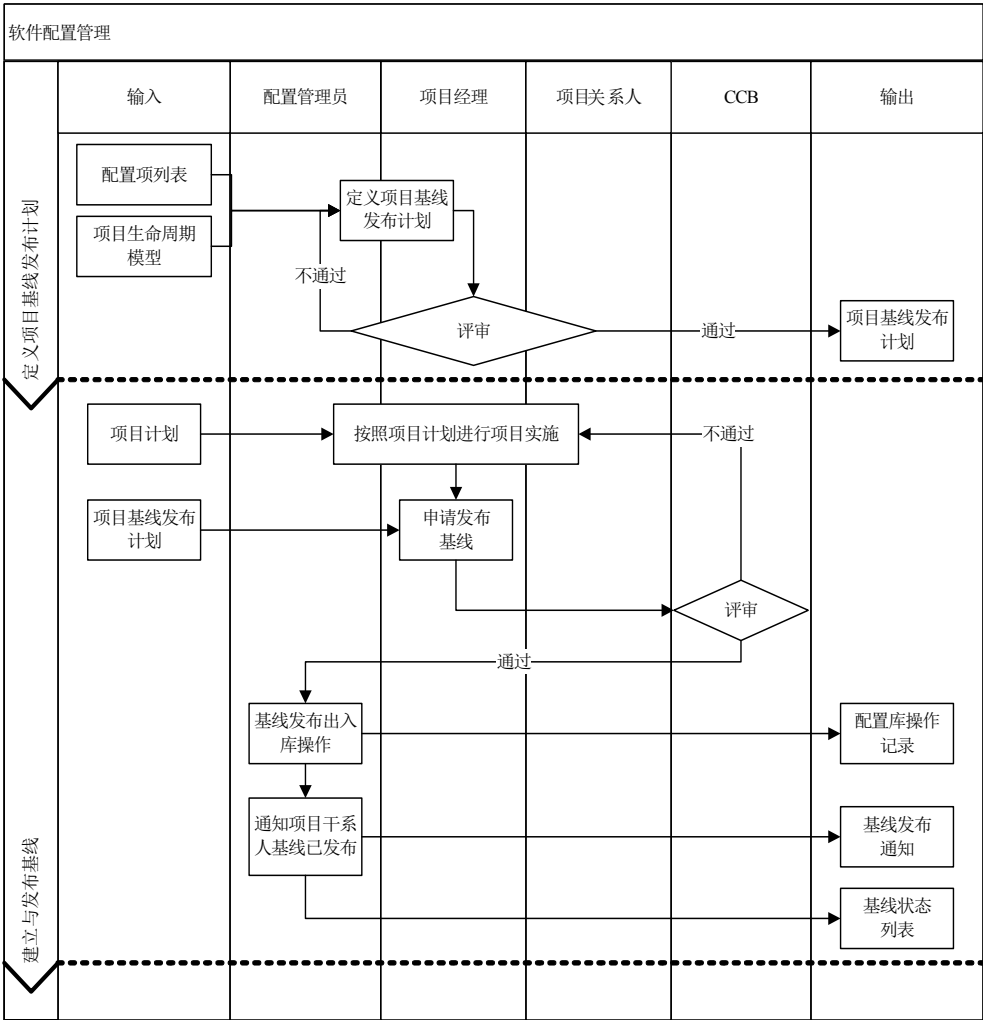 软件配置管理
输入
配置管理员
项目经理
项目关系人
CCB
输出
定义项目基线发布计划
配置项列表
项目生命周期
模型
定义项目基线
发布计划
不通过
评审
通过
项目基线发布
计划
项目计划
按照项目计划进行项目实施
不通过
项目基线发布
计划
申请发布
基线
评审
通过
建立与发布基线
基线发布出入
库操作
配置库操作
记录
通知项目干系
人基线已发布
基线发布
通知
基线状态
列表